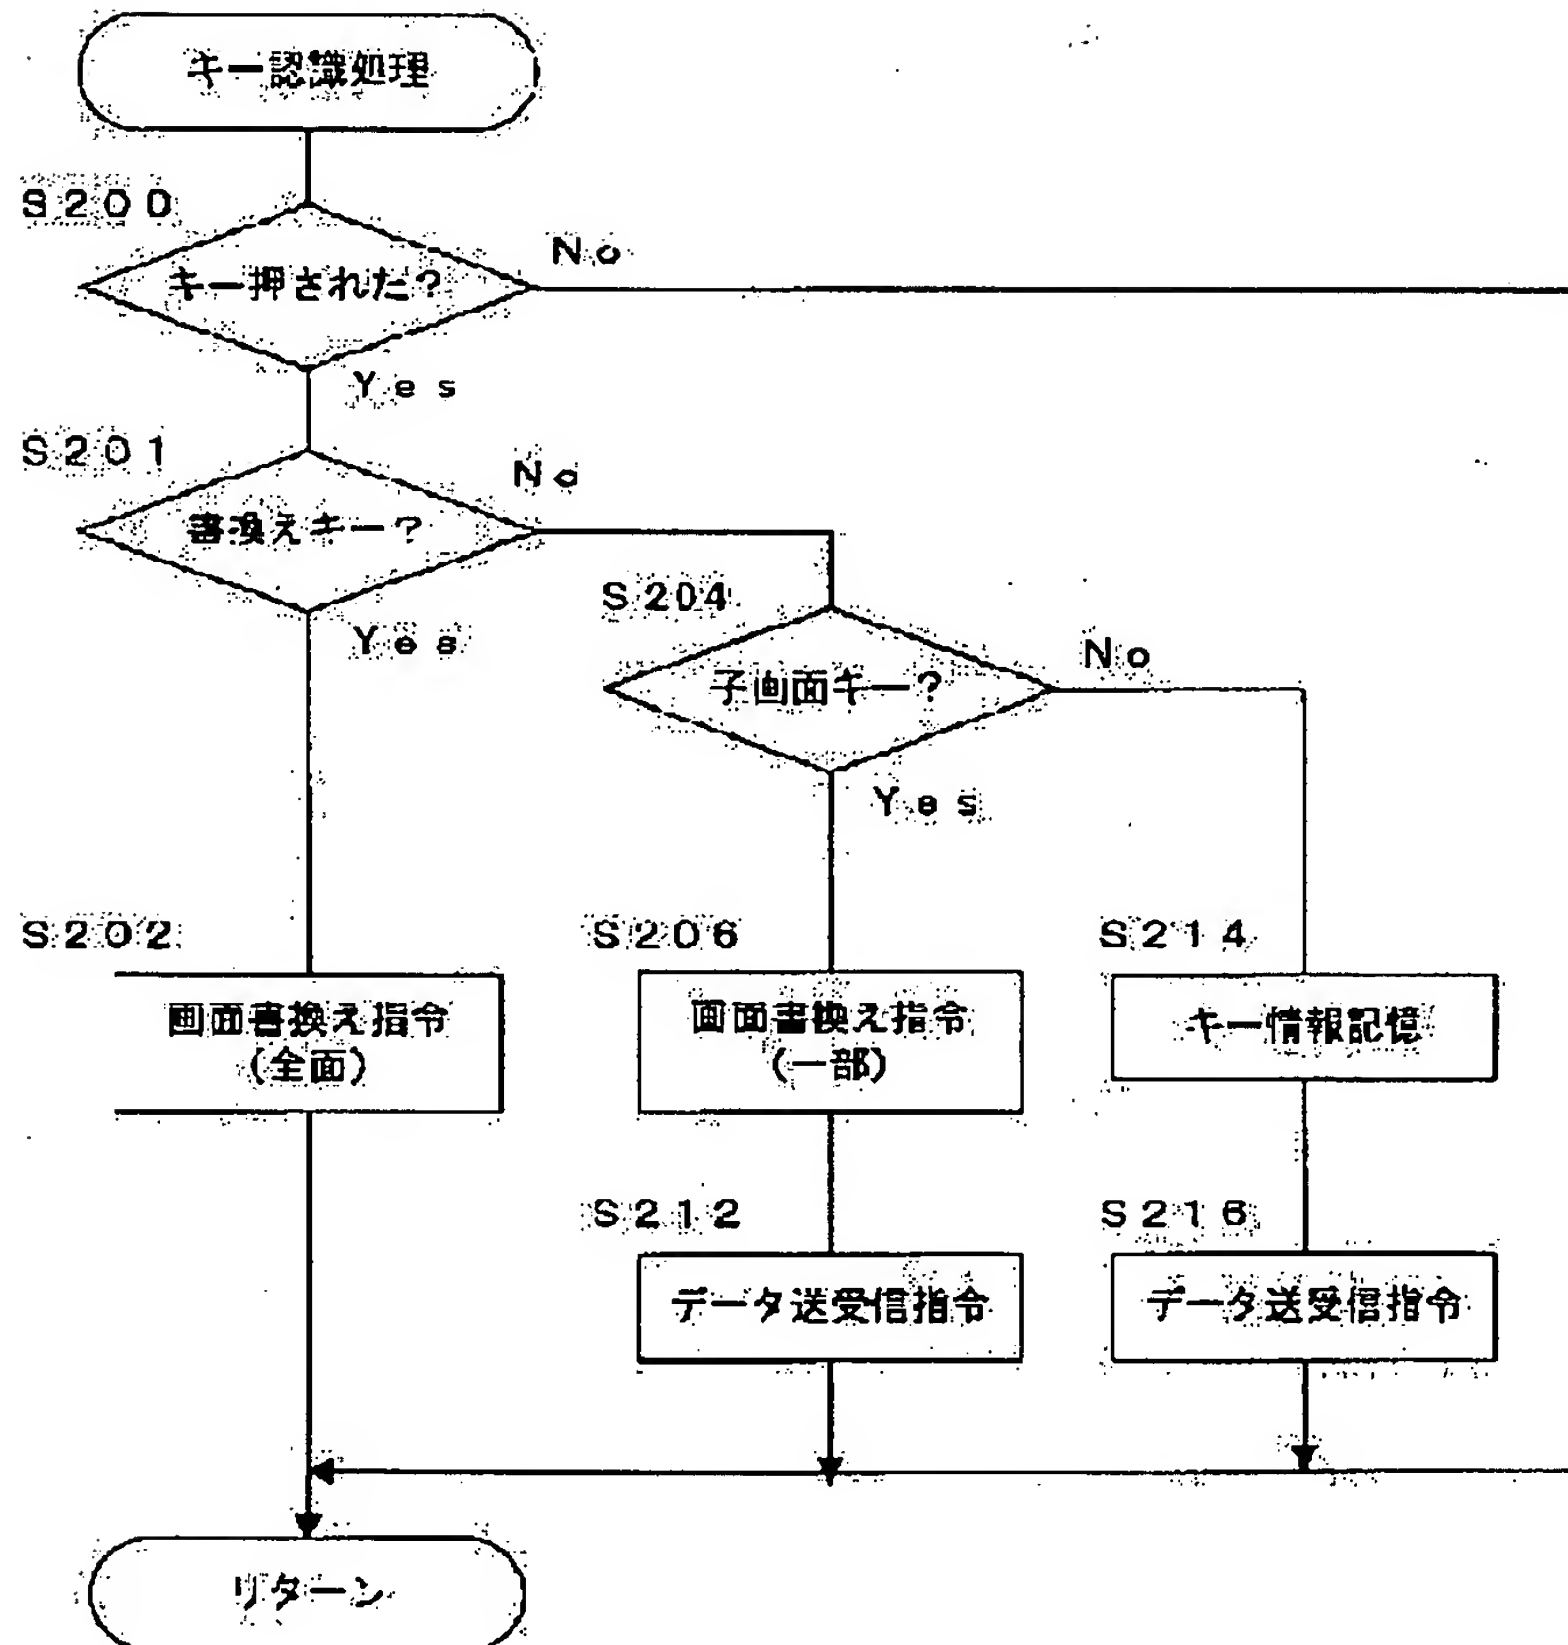 キー認識処理
S200
キー押された?
No
Yes
S201
書換えキー?
No
Yes
S204
子画面キー?
No
Yes
S202
画面書換え指令
(全面)
S206
画面書換え指令
(一部)
S214
キー情報記憶
S212
データ送受信指令
S216
データ送受信指令
リターン